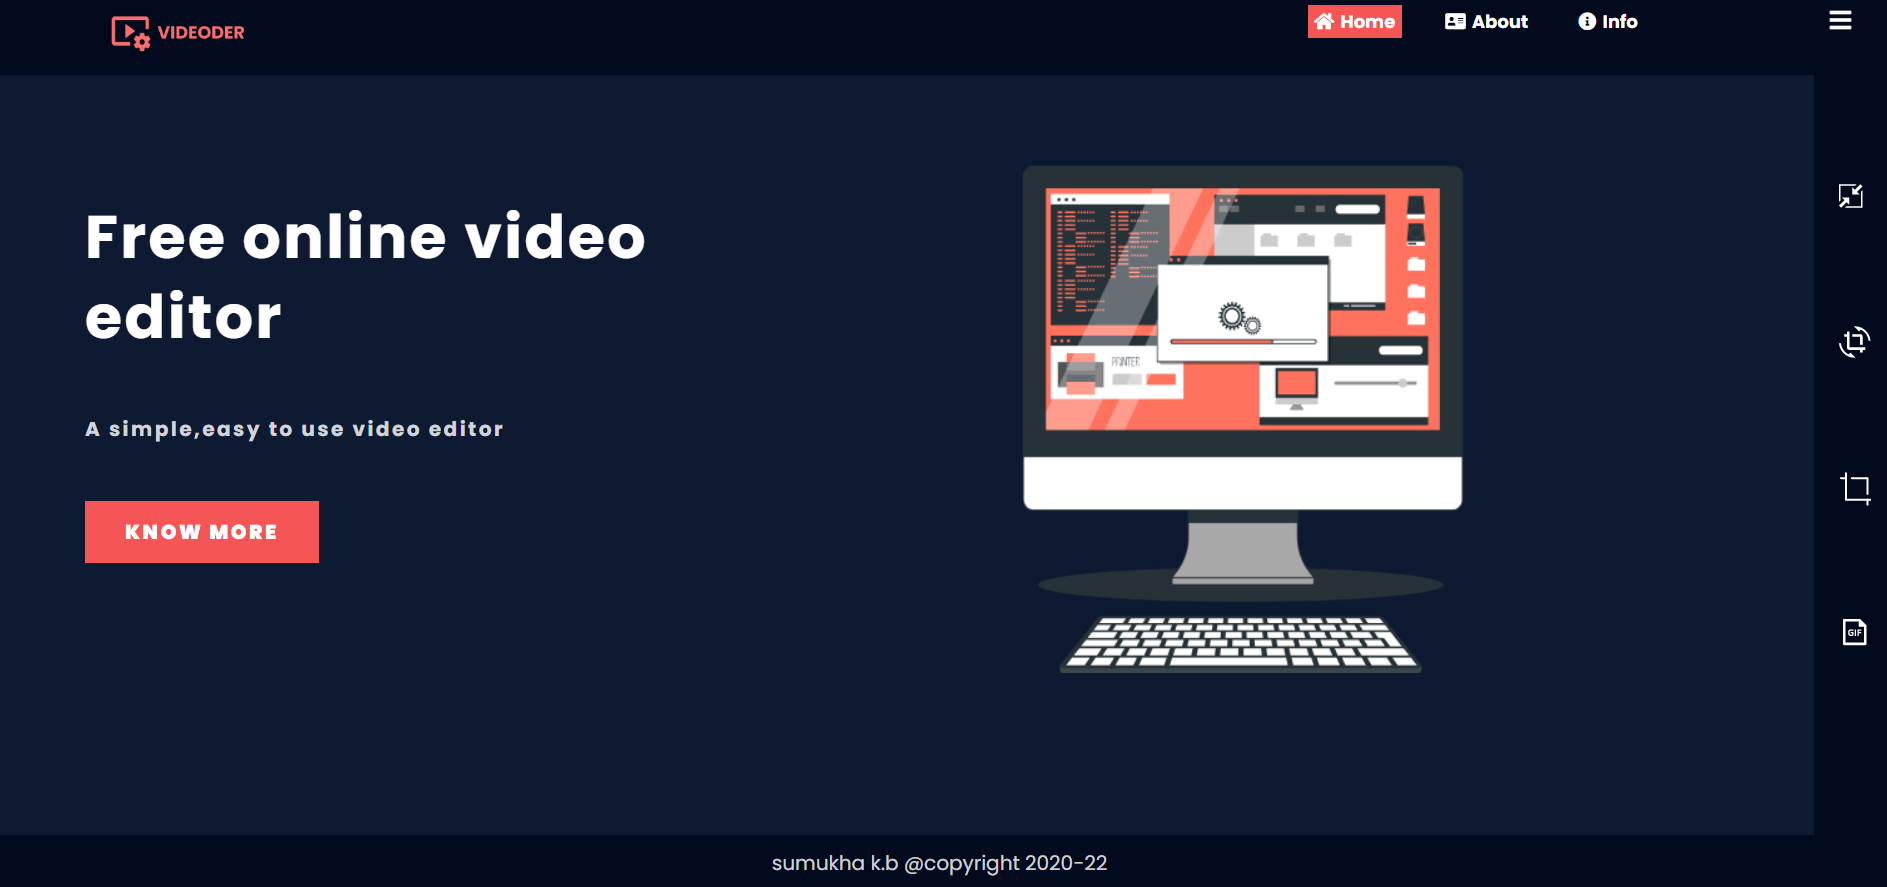 VIDEODER
Home
About
Info
Free online video
editor
A simple,easy to use video editor
KNOW MORE
PRINTER
GIF
sumukha k.b @copyright 2020-22